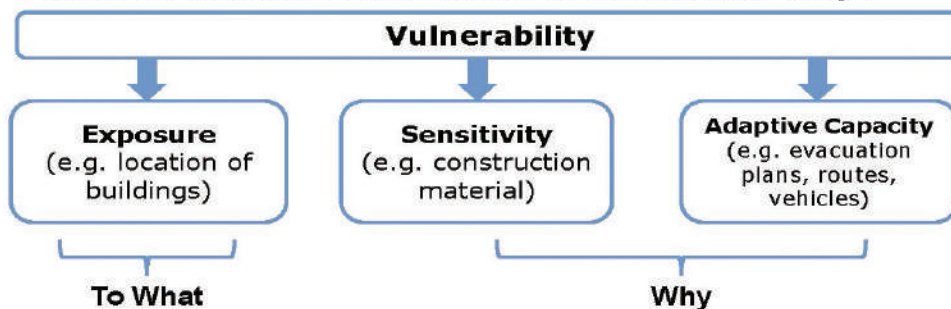 Vulnerability
Exposure
(e.g. location of
buildings)
Sensitivity
(e.g. construction
material)
Adaptive Capacity
(e.g. evacuation
plans, routes,
vehicles)
To What
Why